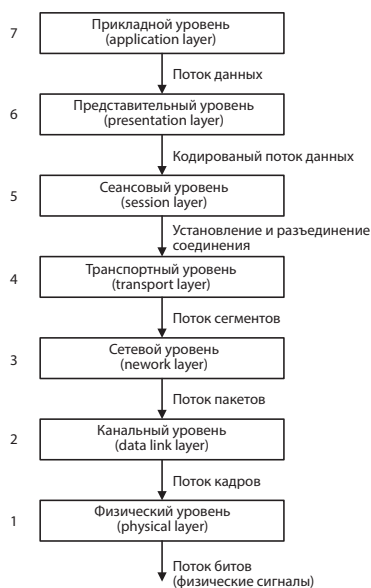 7
Прикладной уровень
(application layer)
Поток данных
6
Представительный уровень
(presentation layer)
Кодированый поток данных
5
Сеансовый уровень
(session layer)
Установление и разъединение
соединения
4
Транспортный уровень
(transport layer)
Поток сегментов
3
Сетевой уровень
(nework layer)
Поток пакетов
2
Канальный уровень
(data link layer)
Поток кадров
1
Физический уровень
(physical layer)
Поток битов
(физические сигналы)